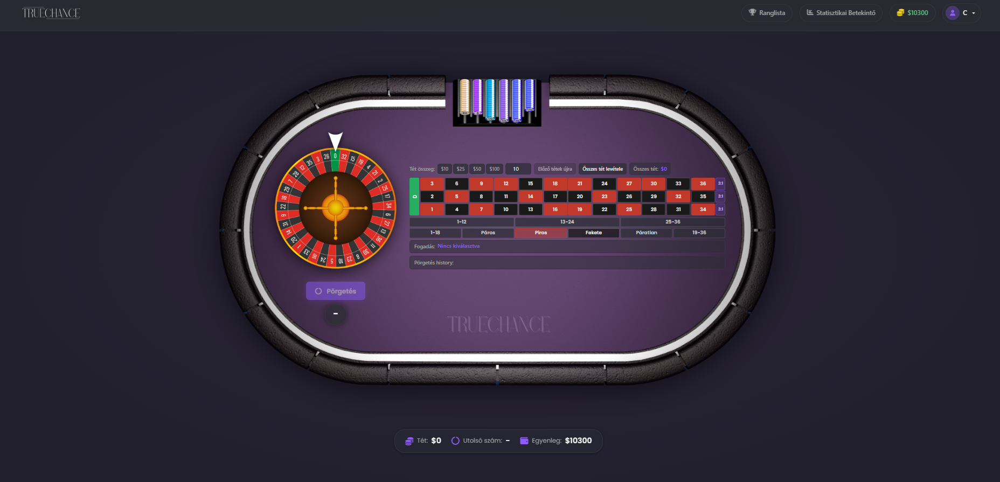 TRUECHANCE
Ranglista
Statisztikai Betekintő
$10300
C
Tét összeg: $10 $25 $50 $100 10 Előző tétek újra Összes tét levétele Összes tét: $0
0
3 6 9 12 15 18 21 24 27 30 33 36 3:1
2 5 8 11 14 17 20 23 26 29 32 35 3:1
1 4 7 10 13 16 19 22 25 28 31 34 3:1
1-12 13-24 25-36
1-18 Páros Piros Fekete Páratlan 19-36
Fogadás: Nincs kiválasztva
Pörgetés history:
0 32 15 19 4 21 2 25 17 34 6 27 13 36 11 30 8 23 10 5 24 16 33 1 20 14 31 9 22 18 29 7 28 12 35 3 26
Pörgetés
-
TRUECHANCE
Tét: $0 Utolsó szám: - Egyenleg: $10300